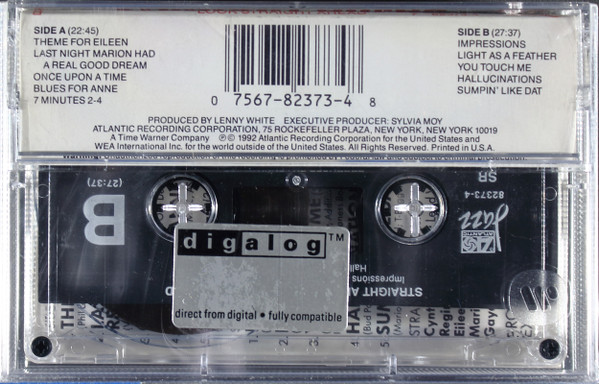 SIDE A (22:45)
THEME FOR EILEEN
LAST NIGHT MARION HAD
A REAL GOOD DREAM
ONCE UPON A TIME
BLUES FOR ANNE
7 MINUTES 2-4
SIDE B (27:37)
IMPRESSIONS
LIGHT AS A FEATHER
YOU TOUCH ME
HALLUCINATIONS
SUMPIN' LIKE DAT
0 7567-82373-4 8
PRODUCED BY LENNY WHITE EXECUTIVE PRODUCER: SYLVIA MOY
ATLANTIC RECORDING CORPORATION, 75 ROCKEFELLER PLAZA, NEW YORK, NEW YORK 10019
A Time Warner Company ℗© 1992 Atlantic Recording Corporation for the United States and
WEA International Inc. for the world outside of the United States. All Rights Reserved. Printed in U.S.A.
B
(27:37)
82373-4
SR
ATLANTIC
Jazz
STRAIGHT
Impressions
digalog™
direct from digital • fully compatible